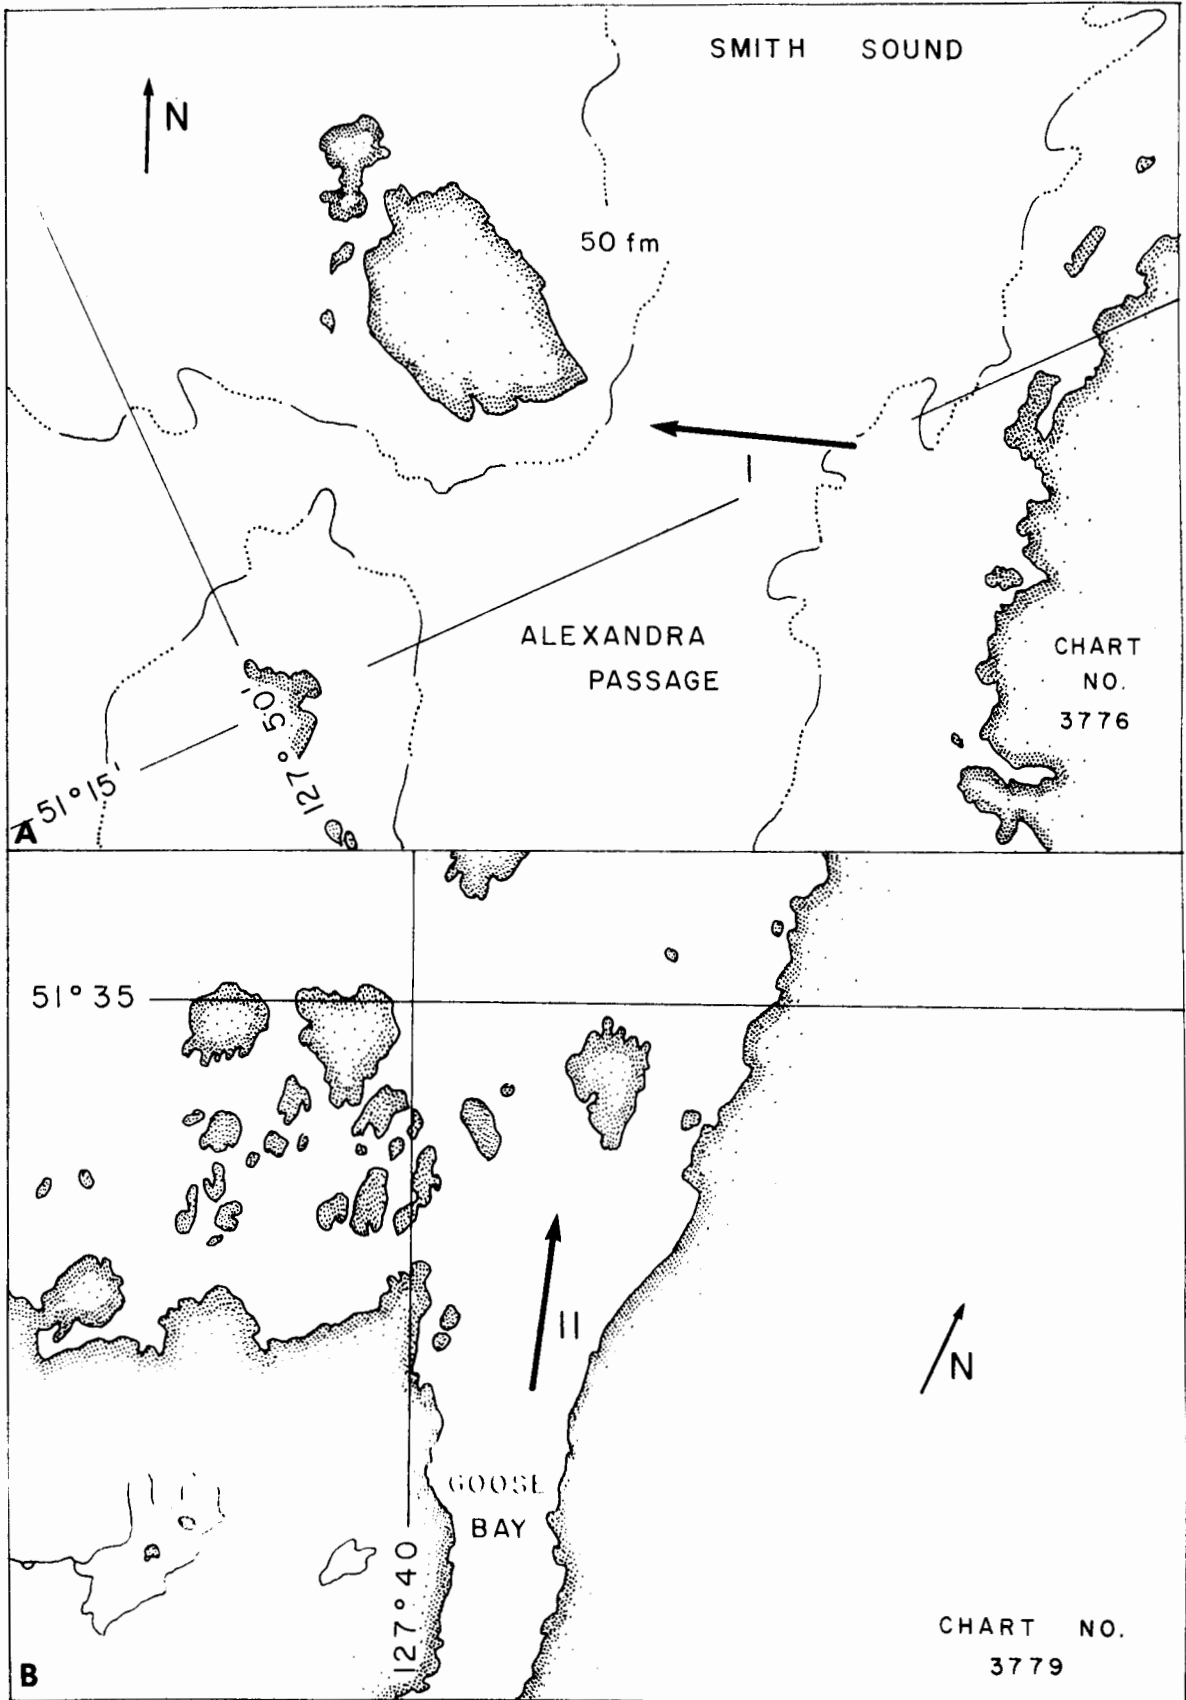 SMITH SOUND
N
50 fm
I
ALEXANDRA
PASSAGE
CHART
NO.
3776
127° 50'
51° 15'
A
51° 35
II
N
GOOSE
BAY
127° 40
CHART NO.
3779
B